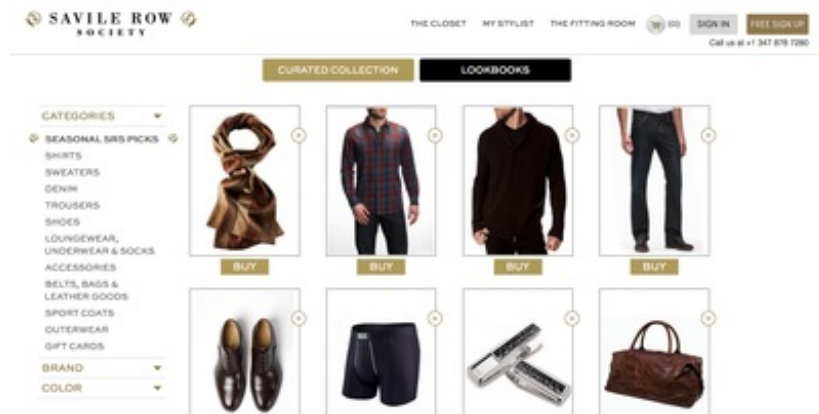 SAVILE ROW
SOCIETY
THE CLOSET MY STYLIST THE FITTING ROOM (0) SIGN IN FREE SIGN UP
Call us at +1 347 878 7280
CURATED COLLECTION LOOKBOOKS
CATEGORIES
SEASONAL SRS PICKS
SHIRTS
SWEATERS
DENIM
TROUSERS
SHOES
LOUNGEWEAR,
UNDERWEAR & SOCKS
ACCESSORIES
BELTS, BAGS &
LEATHER GOODS
SPORT COATS
OUTERWEAR
GIFT CARDS
BRAND
COLOR
BUY BUY BUY BUY